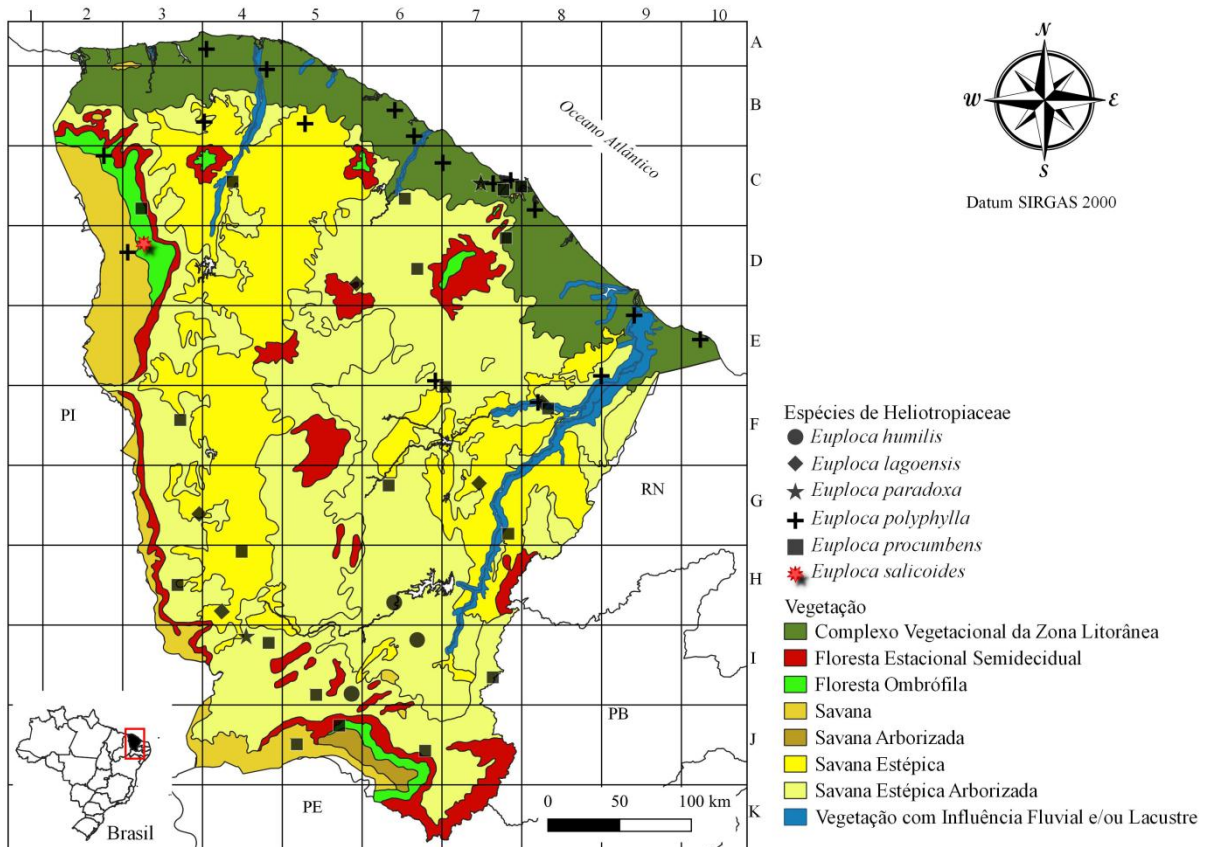 1 2 3 4 5 6 7 8 9 10
A
B
C
D
E
F
G
H
I
J
K
Oceano Atlântico
PI
RN
PB
PE
Brasil
0 50 100 km
N
W E
S
Datum SIRGAS 2000
Espécies de Heliotropiaceae
Euploca humilis
Euploca lagoensis
Euploca paradoxa
Euploca polyphylla
Euploca procumbens
Euploca salicoides
Vegetação
Complexo Vegetacional da Zona Litorânea
Floresta Estacional Semidecidual
Floresta Ombrófila
Savana
Savana Arborizada
Savana Estépica
Savana Estépica Arborizada
Vegetação com Influência Fluvial e/ou Lacustre